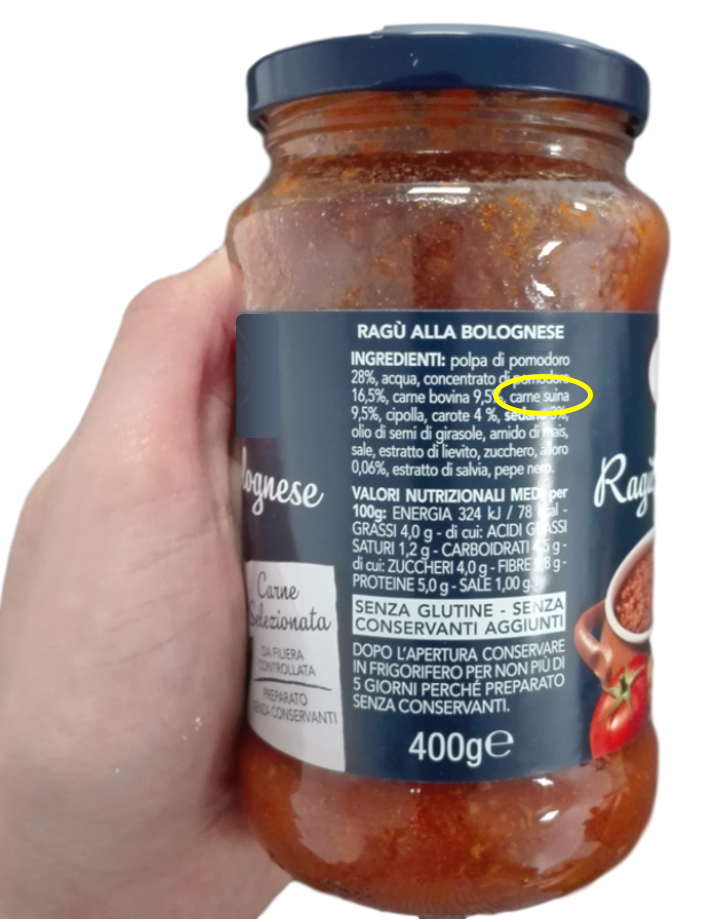 RAGÙ ALLA BOLOGNESE
INGREDIENTI: polpa di pomodoro
28%, acqua, concentrato di pomodoro
16,5%, carne bovina 9,5%, carne suina
9,5%, cipolla, carote 4 %, sedano 3%,
olio di semi di girasole, amido di mais,
sale, estratto di lievito, zucchero, alloro
0,06%, estratto di salvia, pepe nero.
VALORI NUTRIZIONALI MEDI per
100g: ENERGIA 324 kJ / 78 kcal -
GRASSI 4,0 g - di cui: ACIDI GRASSI
SATURI 1,2 g - CARBOIDRATI 4,5 g -
di cui: ZUCCHERI 4,0 g - FIBRE 8 g -
PROTEINE 5,0 g - SALE 1,00 g.
SENZA GLUTINE - SENZA
CONSERVANTI AGGIUNTI
DOPO L'APERTURA CONSERVARE
IN FRIGORIFERO PER NON PIÙ DI
5 GIORNI PERCHÉ PREPARATO
SENZA CONSERVANTI.
400g℮
lognese
Carne
Selezionata
DA FILIERA
CONTROLLATA
PREPARATO
SENZA CONSERVANTI
Ragù